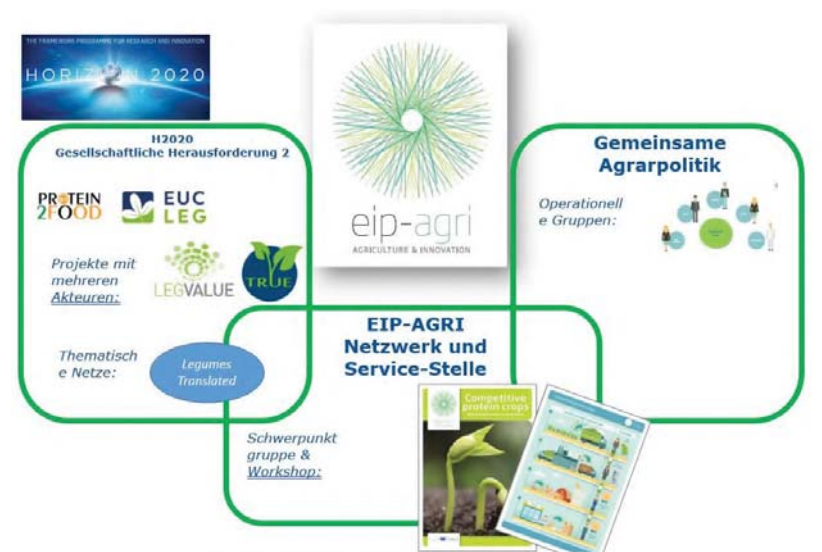 THE FRAMEWORK PROGRAMME FOR RESEARCH AND INNOVATION
HORIZON 2020
H2020
Gesellschaftliche Herausforderung 2
PROTEIN
2FOOD
EUC
LEG
Projekte mit
mehreren
Akteuren:
LEGVALUE
TRUE
Thematisch
e Netze:
Legumes
Translated
eip-agri
AGRICULTURE & INNOVATION
Gemeinsame
Agrarpolitik
Operationell
e Gruppen:
EIP-AGRI
Netzwerk und
Service-Stelle
Schwerpunkt
gruppe &
Workshop:
Competitive
protein crops